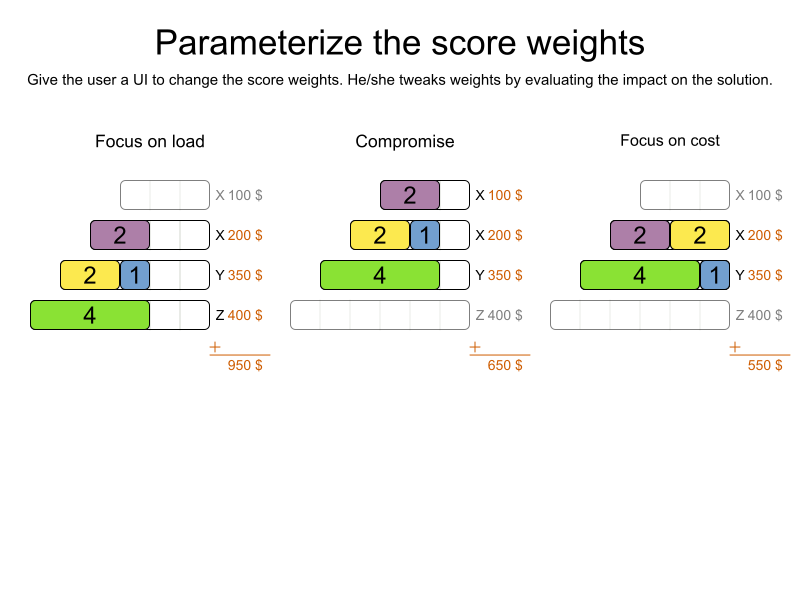 Parameterize the score weights
Give the user a UI to change the score weights. He/she tweaks weights by evaluating the impact on the solution.
Focus on load
X 100 $
2 X 200 $
2 1 Y 350 $
4 Z 400 $
+
950 $
Compromise
2 X 100 $
2 1 X 200 $
4 Y 350 $
Z 400 $
+
650 $
Focus on cost
X 100 $
2 2 X 200 $
4 1 Y 350 $
Z 400 $
+
550 $